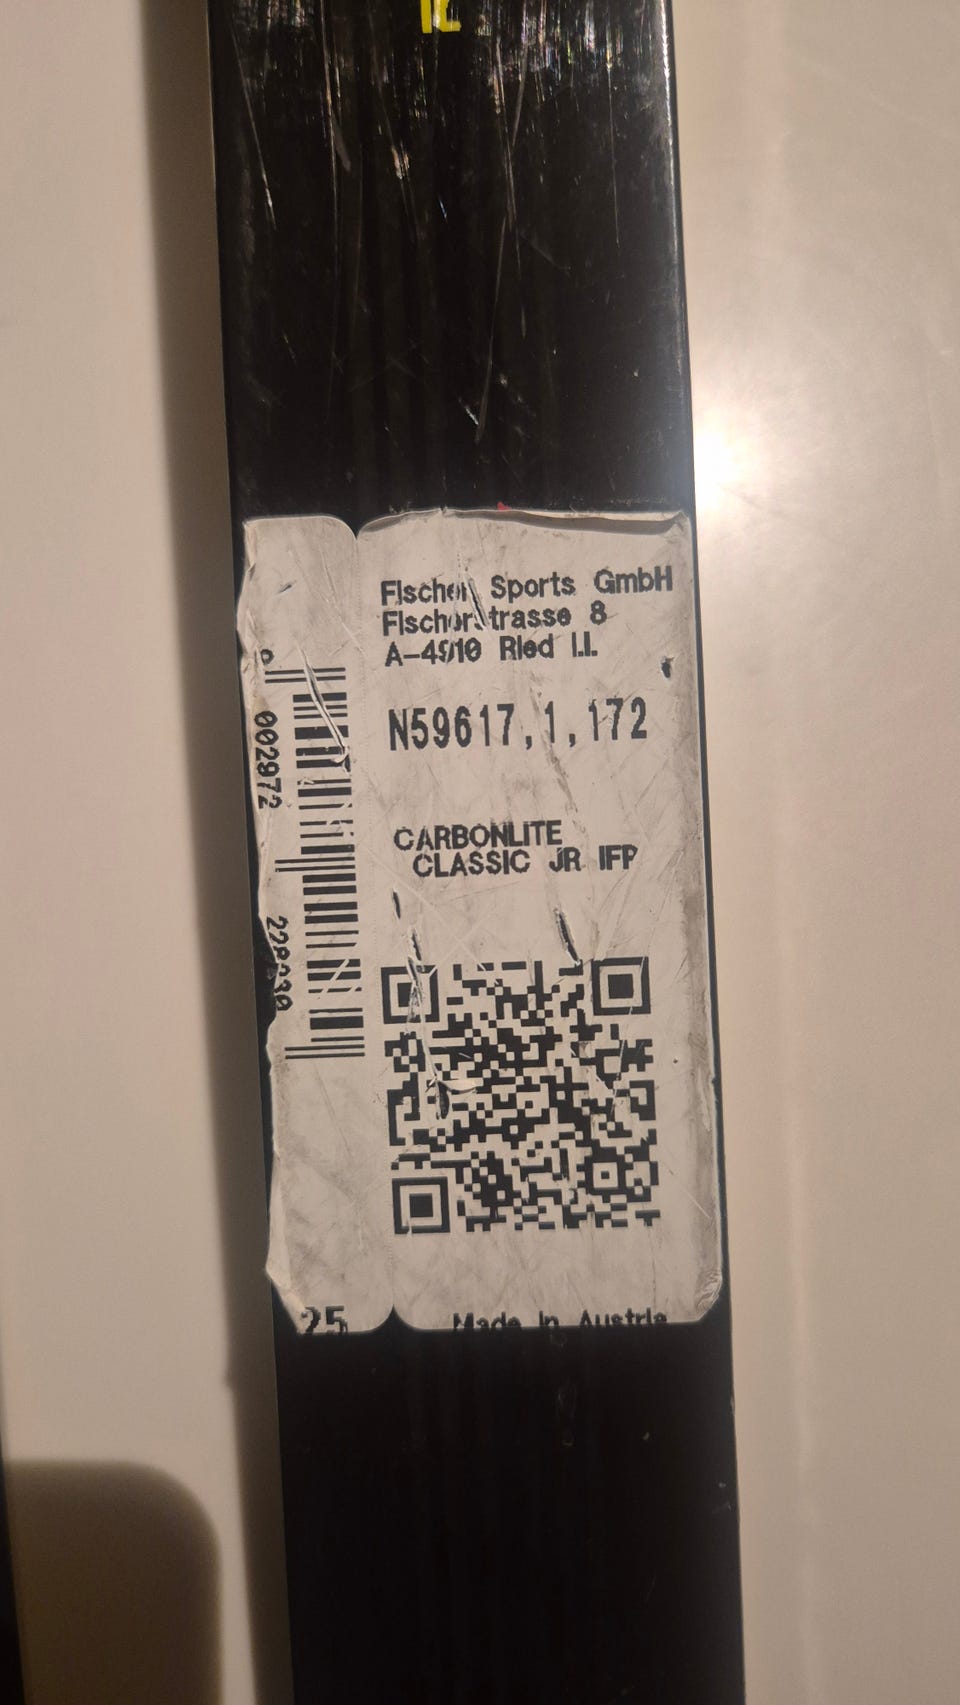 Fischer Sports GmbH
Fischerstrasse 8
A-4910 Ried I.I.
N59617,1,172
CARBONLITE
CLASSIC JR IFP
002972
25
Made In Austria